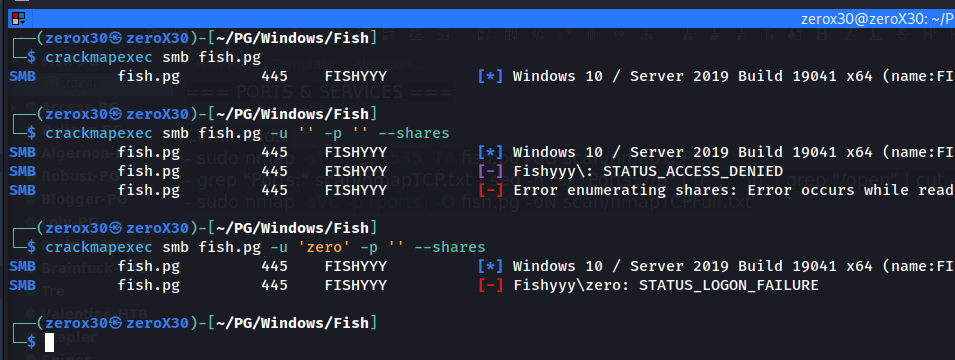 zerox30@zeroX30: ~/P
┌──(zerox30㉿zeroX30)-[~/PG/Windows/Fish]
└─$ crackmapexec smb fish.pg
SMB fish.pg 445 FISHYYY [*] Windows 10 / Server 2019 Build 19041 x64 (name:FI
┌──(zerox30㉿zeroX30)-[~/PG/Windows/Fish]
└─$ crackmapexec smb fish.pg -u '' -p '' --shares
SMB fish.pg 445 FISHYYY [*] Windows 10 / Server 2019 Build 19041 x64 (name:FI
SMB fish.pg 445 FISHYYY [-] Fishyyy\: STATUS_ACCESS_DENIED
SMB fish.pg 445 FISHYYY [-] Error enumerating shares: Error occurs while read
┌──(zerox30㉿zeroX30)-[~/PG/Windows/Fish]
└─$ crackmapexec smb fish.pg -u 'zero' -p '' --shares
SMB fish.pg 445 FISHYYY [*] Windows 10 / Server 2019 Build 19041 x64 (name:FI
SMB fish.pg 445 FISHYYY [-] Fishyyy\zero: STATUS_LOGON_FAILURE
┌──(zerox30㉿zeroX30)-[~/PG/Windows/Fish]
└─$
=== PORTS & SERVICES ===